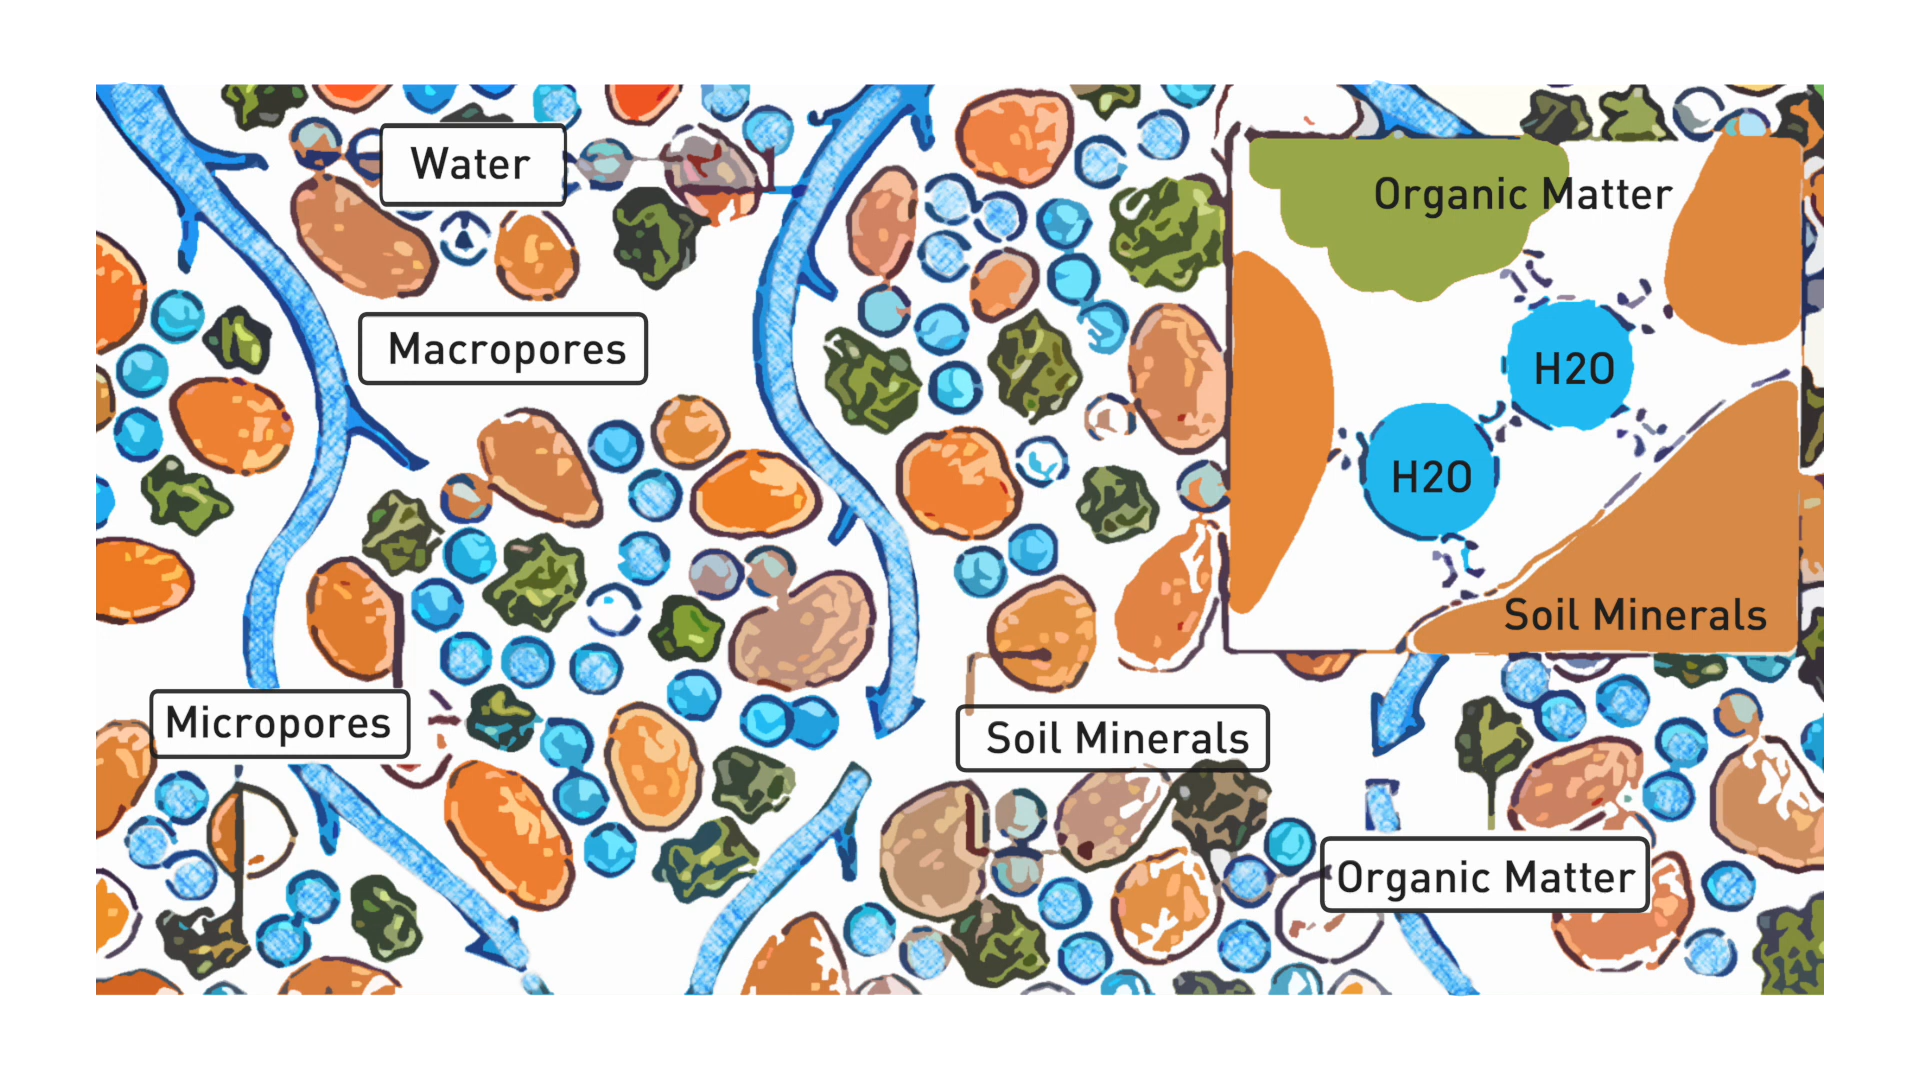 Water
Organic Matter
Macropores
H2O
H2O
Soil Minerals
Micropores
Soil Minerals
Organic Matter